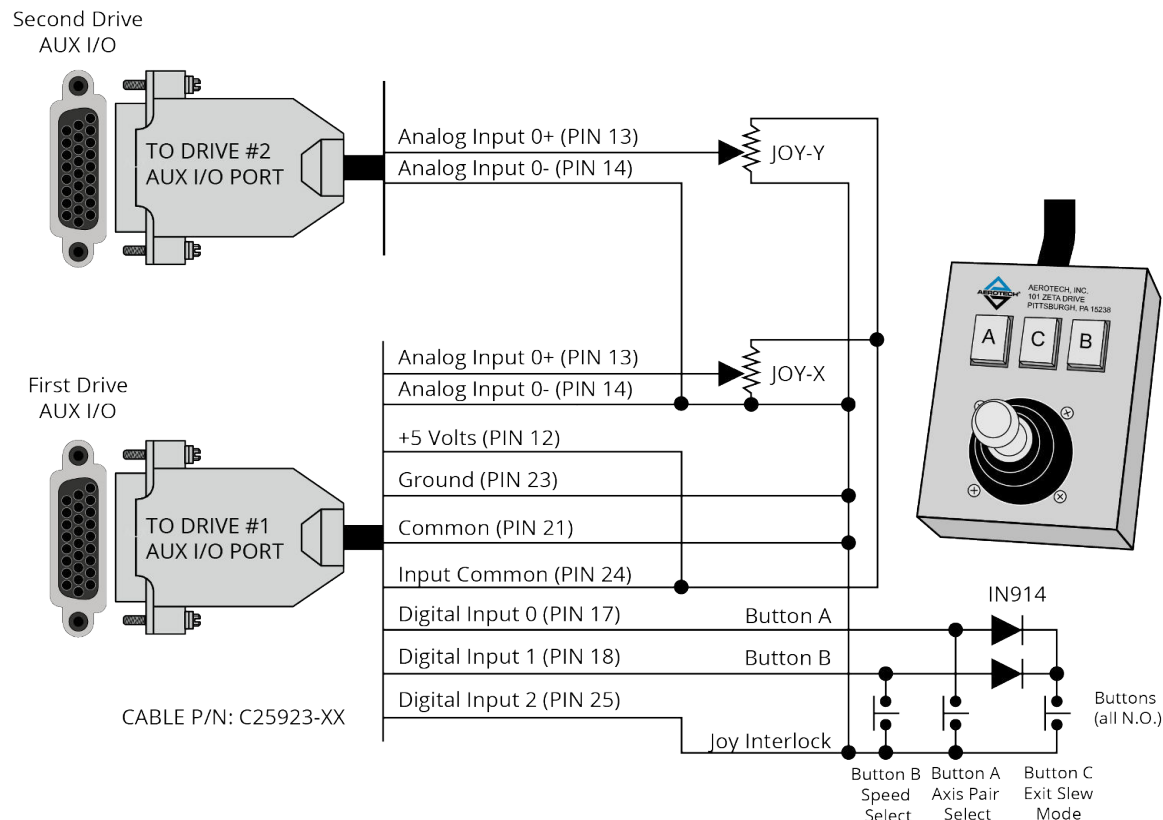 Second Drive
AUX I/O
TO DRIVE #2
AUX I/O PORT
Analog Input 0+ (PIN 13)
Analog Input 0- (PIN 14)
JOY-Y
AEROTECH
AEROTECH, INC.
101 ZETA DRIVE
PITTSBURGH, PA 15238
A
C
B
First Drive
AUX I/O
TO DRIVE #1
AUX I/O PORT
Analog Input 0+ (PIN 13)
Analog Input 0- (PIN 14)
JOY-X
+5 Volts (PIN 12)
Ground (PIN 23)
Common (PIN 21)
Input Common (PIN 24)
Digital Input 0 (PIN 17)
Button A
IN914
Digital Input 1 (PIN 18)
Button B
Digital Input 2 (PIN 25)
Joy Interlock
Buttons
(all N.O.)
CABLE P/N: C25923-XX
Button B
Speed
Select
Button A
Axis Pair
Select
Button C
Exit Slew
Mode